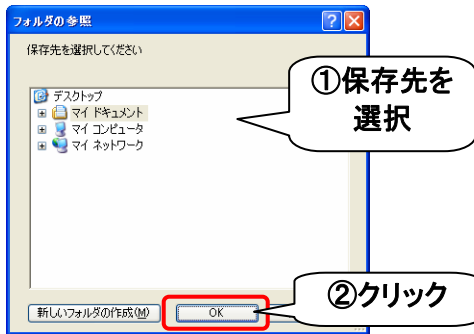 フォルダの参照
保存先を選択してください
デスクトップ
マイ ドキュメント
マイ コンピュータ
マイ ネットワーク
①保存先を
選択
新しいフォルダの作成(M)
OK
②クリック